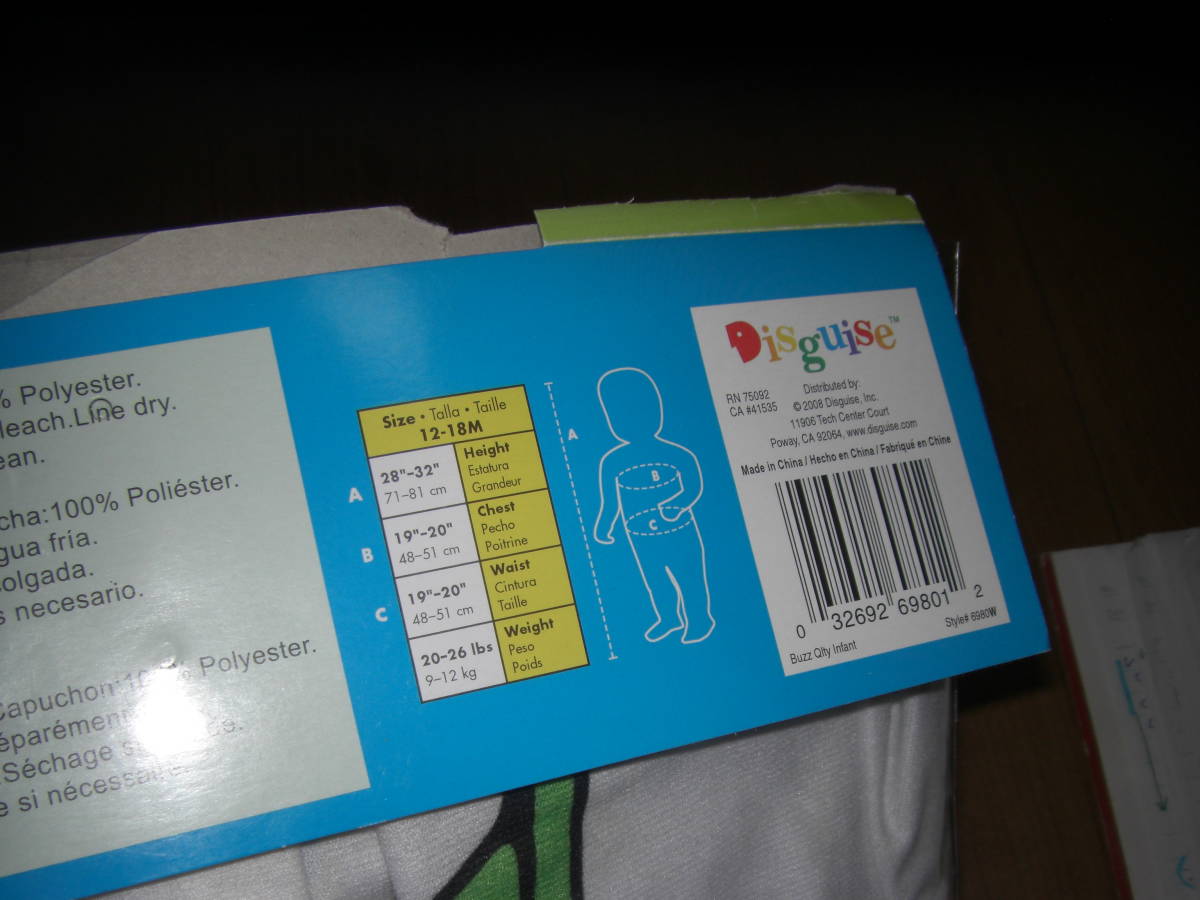 % Polyester.
leach.Line dry.
ean.
cha:100% Poliéster.
gua fría.
olgada.
s necesario.
Capuchon: Polyester.
éparément
Séchage
e si nécessaire
Size • Talla • Taille
12-18M
A
28"–32"
71–81 cm
Height
Estatura
Grandeur
B
19"–20"
48–51 cm
Chest
Pecho
Poitrine
C
19"–20"
48–51 cm
Waist
Cintura
Taille
20–26 lbs
9–12 kg
Weight
Peso
Poids
A
B
C
Disguise™
RN 75092
CA #41535
Distributed by:
© 2008 Disguise, Inc.
11906 Tech Center Court
Poway, CA 92064, www.disguise.com
Made in China / Hecho en China / Fabriqué en Chine
0 32692 69801 2
Buzz Qlty Infant
Style# 6980W